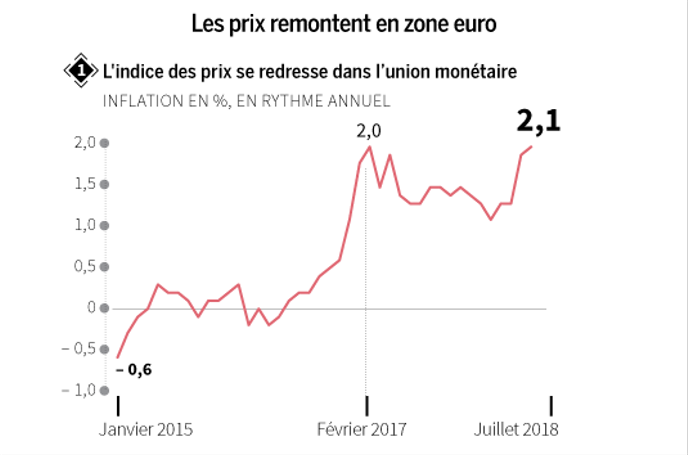 Les prix remontent en zone euro
1 L'indice des prix se redresse dans l'union monétaire
INFLATION EN %, EN RYTHME ANNUEL
2,1
2,0
2,0
1,5
1,0
0,5
0
– 0,5
– 0,6
– 1,0
Janvier 2015 Février 2017 Juillet 2018